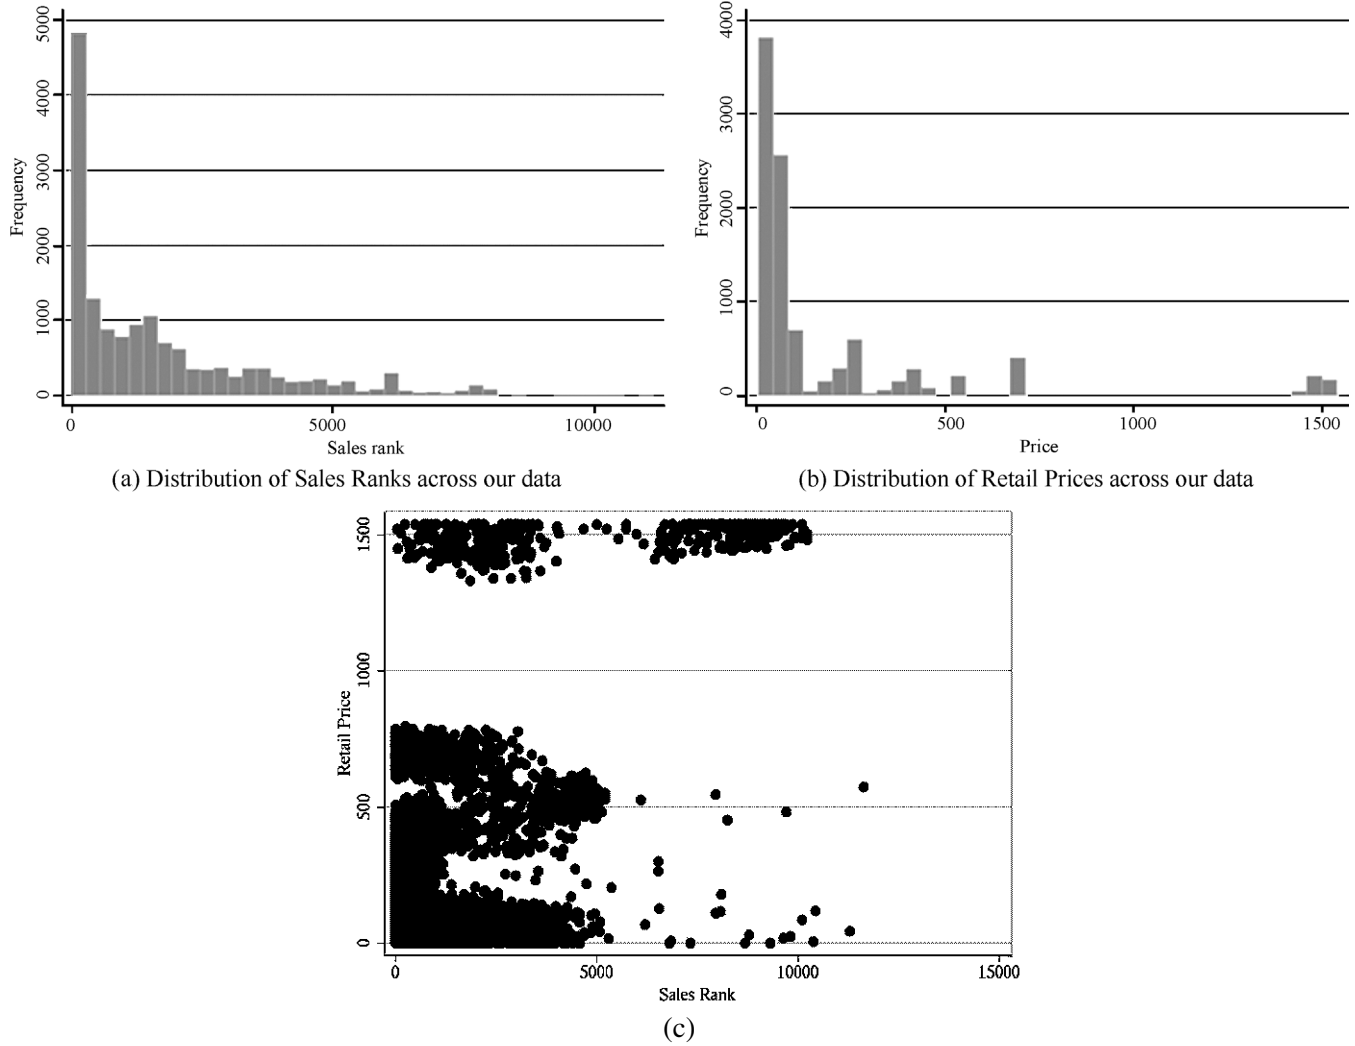 5000
4000
3000
2000
1000
0
Frequency
0 5000 10000
Sales rank
(a) Distribution of Sales Ranks across our data
4000
3000
2000
1000
0
Frequency
0 500 1000 1500
Price
(b) Distribution of Retail Prices across our data
1500
1000
500
0
Retail Price
0 5000 10000 15000
Sales Rank
(c)